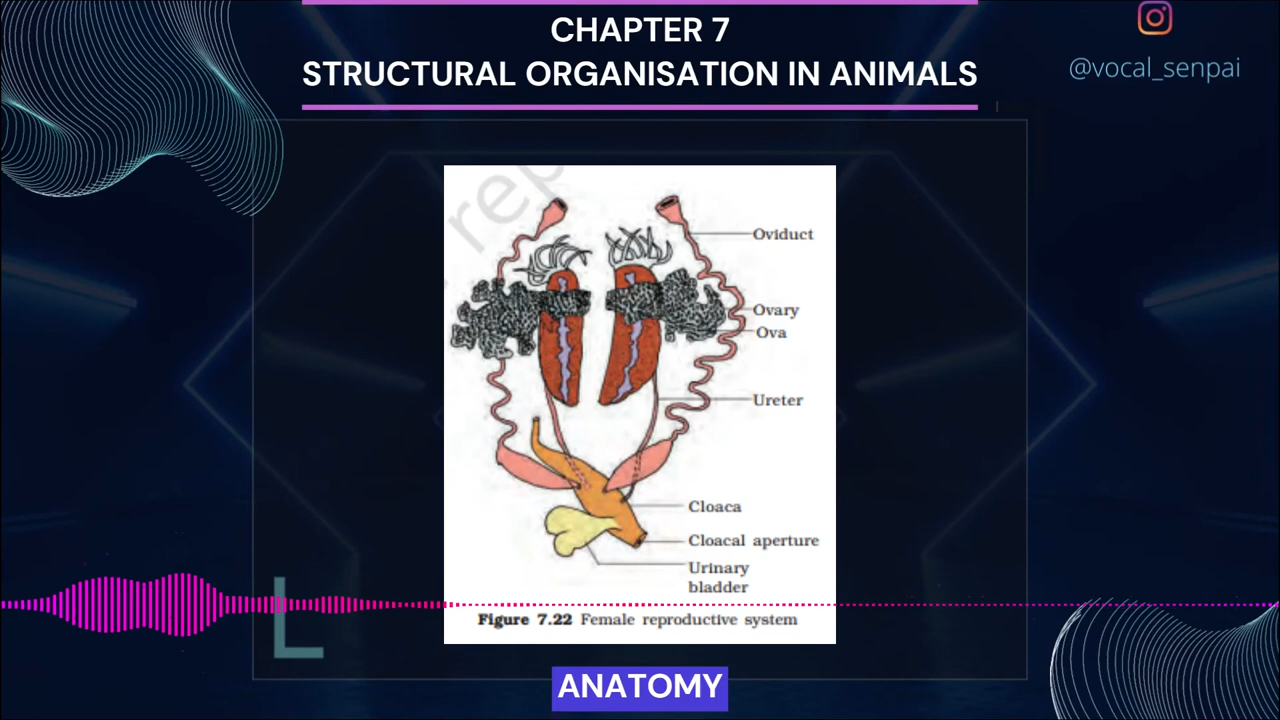 CHAPTER 7
STRUCTURAL ORGANISATION IN ANIMALS
@vocal_senpai
rep
Oviduct
Ovary
Ova
Ureter
Cloaca
Cloacal aperture
Urinary
bladder
L
Figure 7.22 Female reproductive system
ANATOMY